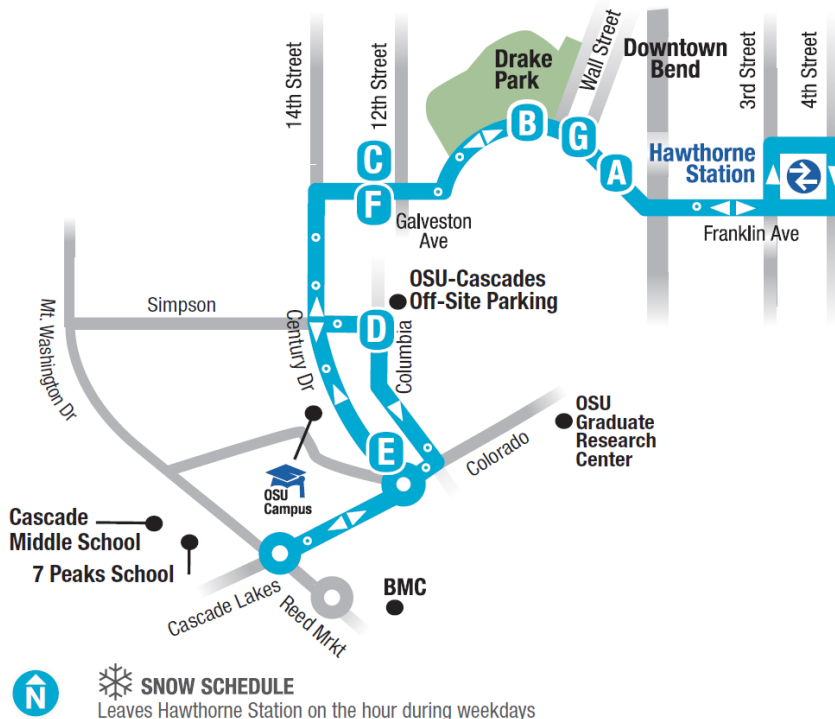 14th Street
12th Street
Drake
Park
Wall Street
Downtown
Bend
3rd Street
4th Street
B
G
A
C
F
Hawthorne
Station
Galveston
Ave
Franklin Ave
OSU-Cascades
Off-Site Parking
Simpson
D
Mt. Washington Dr
Century Dr
Columbia
OSU
Graduate
Research
Center
E
Colorado
OSU
Campus
Cascade
Middle School
7 Peaks School
BMC
Cascade Lakes
Reed Mrkt
N
SNOW SCHEDULE
Leaves Hawthorne Station on the hour during weekdays